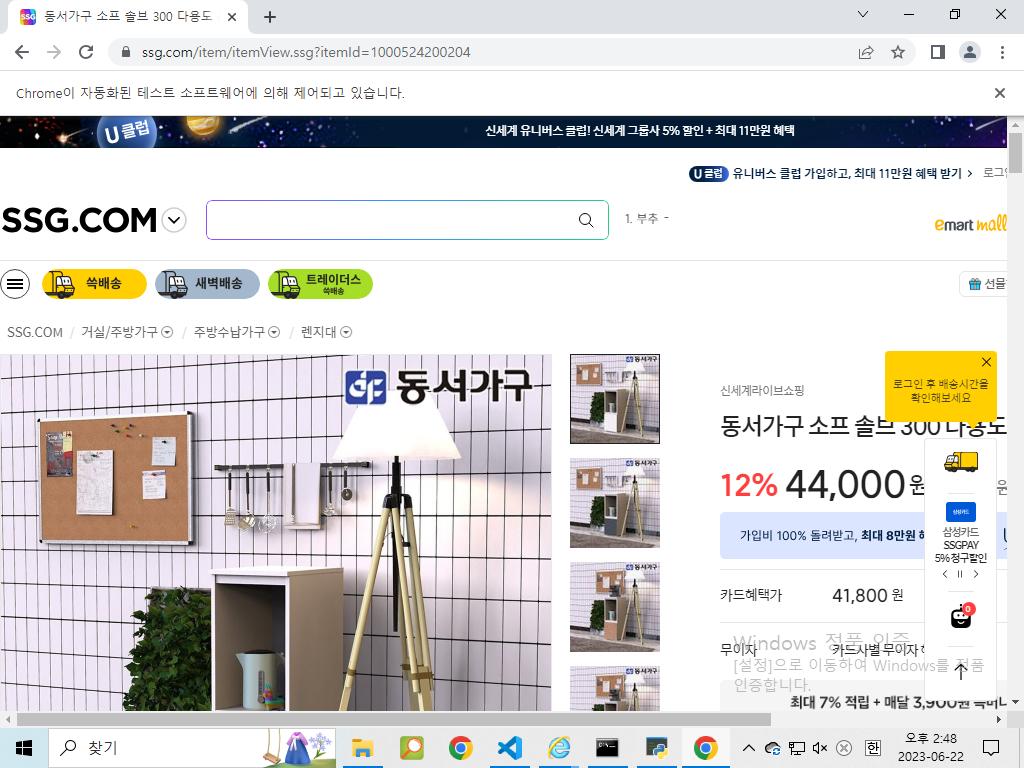 동서가구 소프 솔브 300 다용도
ssg.com/item/itemView.ssg?itemId=1000524200204
Chrome이 자동화된 테스트 소프트웨어에 의해 제어되고 있습니다.
U 클럽
신세계 유니버스 클럽! 신세계 그룹사 5% 할인 + 최대 11만원 혜택
U 클럽 유니버스 클럽 가입하고, 최대 11만원 혜택 받기
SSG.COM
1. 부추 -
emart mall
쓱배송
새벽배송
트레이더스
쓱배송
선물
SSG.COM / 거실/주방가구 / 주방수납가구 / 렌지대
동서가구
신세계라이브쇼핑
로그인 후 배송시간을
확인해보세요
동서가구 소프 솔브 300 다용도
12% 44,000 원
가입비 100% 돌려받고, 최대 8만원
삼성카드
삼성카드
SSGPAY
5% 청구할인
카드혜택가 41,800 원
0
무이자 카드사별 무이자
Windows 정품 인증
[설정]으로 이동하여 Windows를 정품
인증합니다.
최대 7% 적립 + 매달 3,900원
찾기
한
오후 2:48
2023-06-22